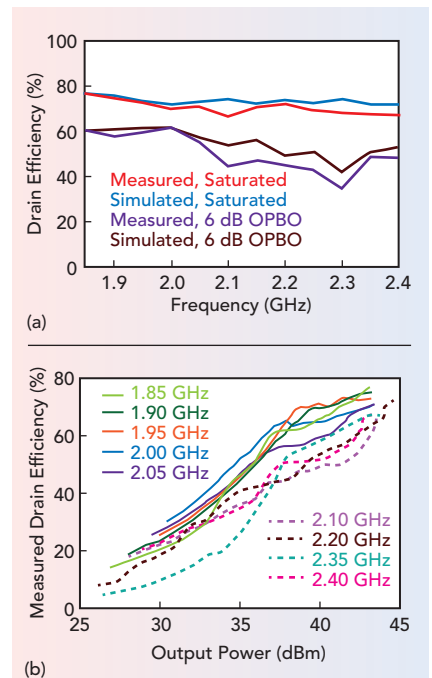 100
80
60
40
20
0
Drain Efficiency (%)
Measured, Saturated
Simulated, Saturated
Measured, 6 dB OPBO
Simulated, 6 dB OPBO
1.9 2.0 2.1 2.2 2.3 2.4
Frequency (GHz)
(a)
80
60
40
20
0
Measured Drain Efficiency (%)
1.85 GHz
1.90 GHz
1.95 GHz
2.00 GHz
2.05 GHz
2.10 GHz
2.20 GHz
2.35 GHz
2.40 GHz
25 30 35 40 45
Output Power (dBm)
(b)